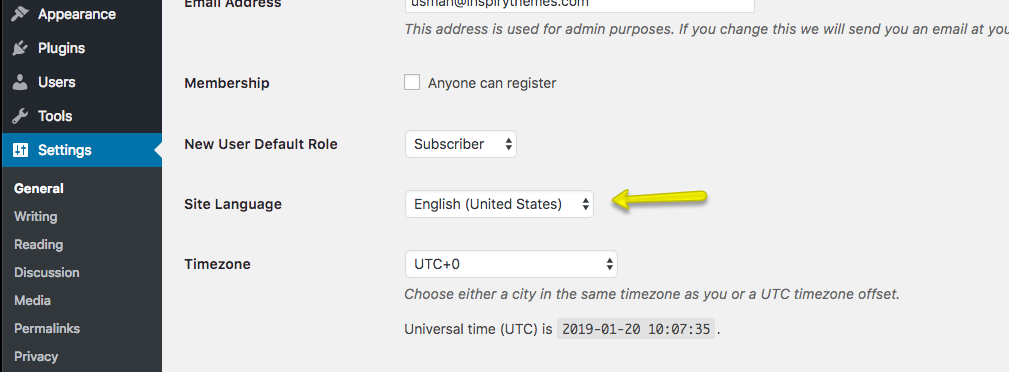 Appearance
Plugins
Users
Tools
Settings
General
Writing
Reading
Discussion
Media
Permalinks
Privacy
Email Address
usman@inspirythemes.com
This address is used for admin purposes. If you change this we will send you an email at you
Membership
Anyone can register
New User Default Role
Subscriber
Site Language
English (United States)
Timezone
UTC+0
Choose either a city in the same timezone as you or a UTC timezone offset.
Universal time (UTC) is 2019-01-20 10:07:35 .